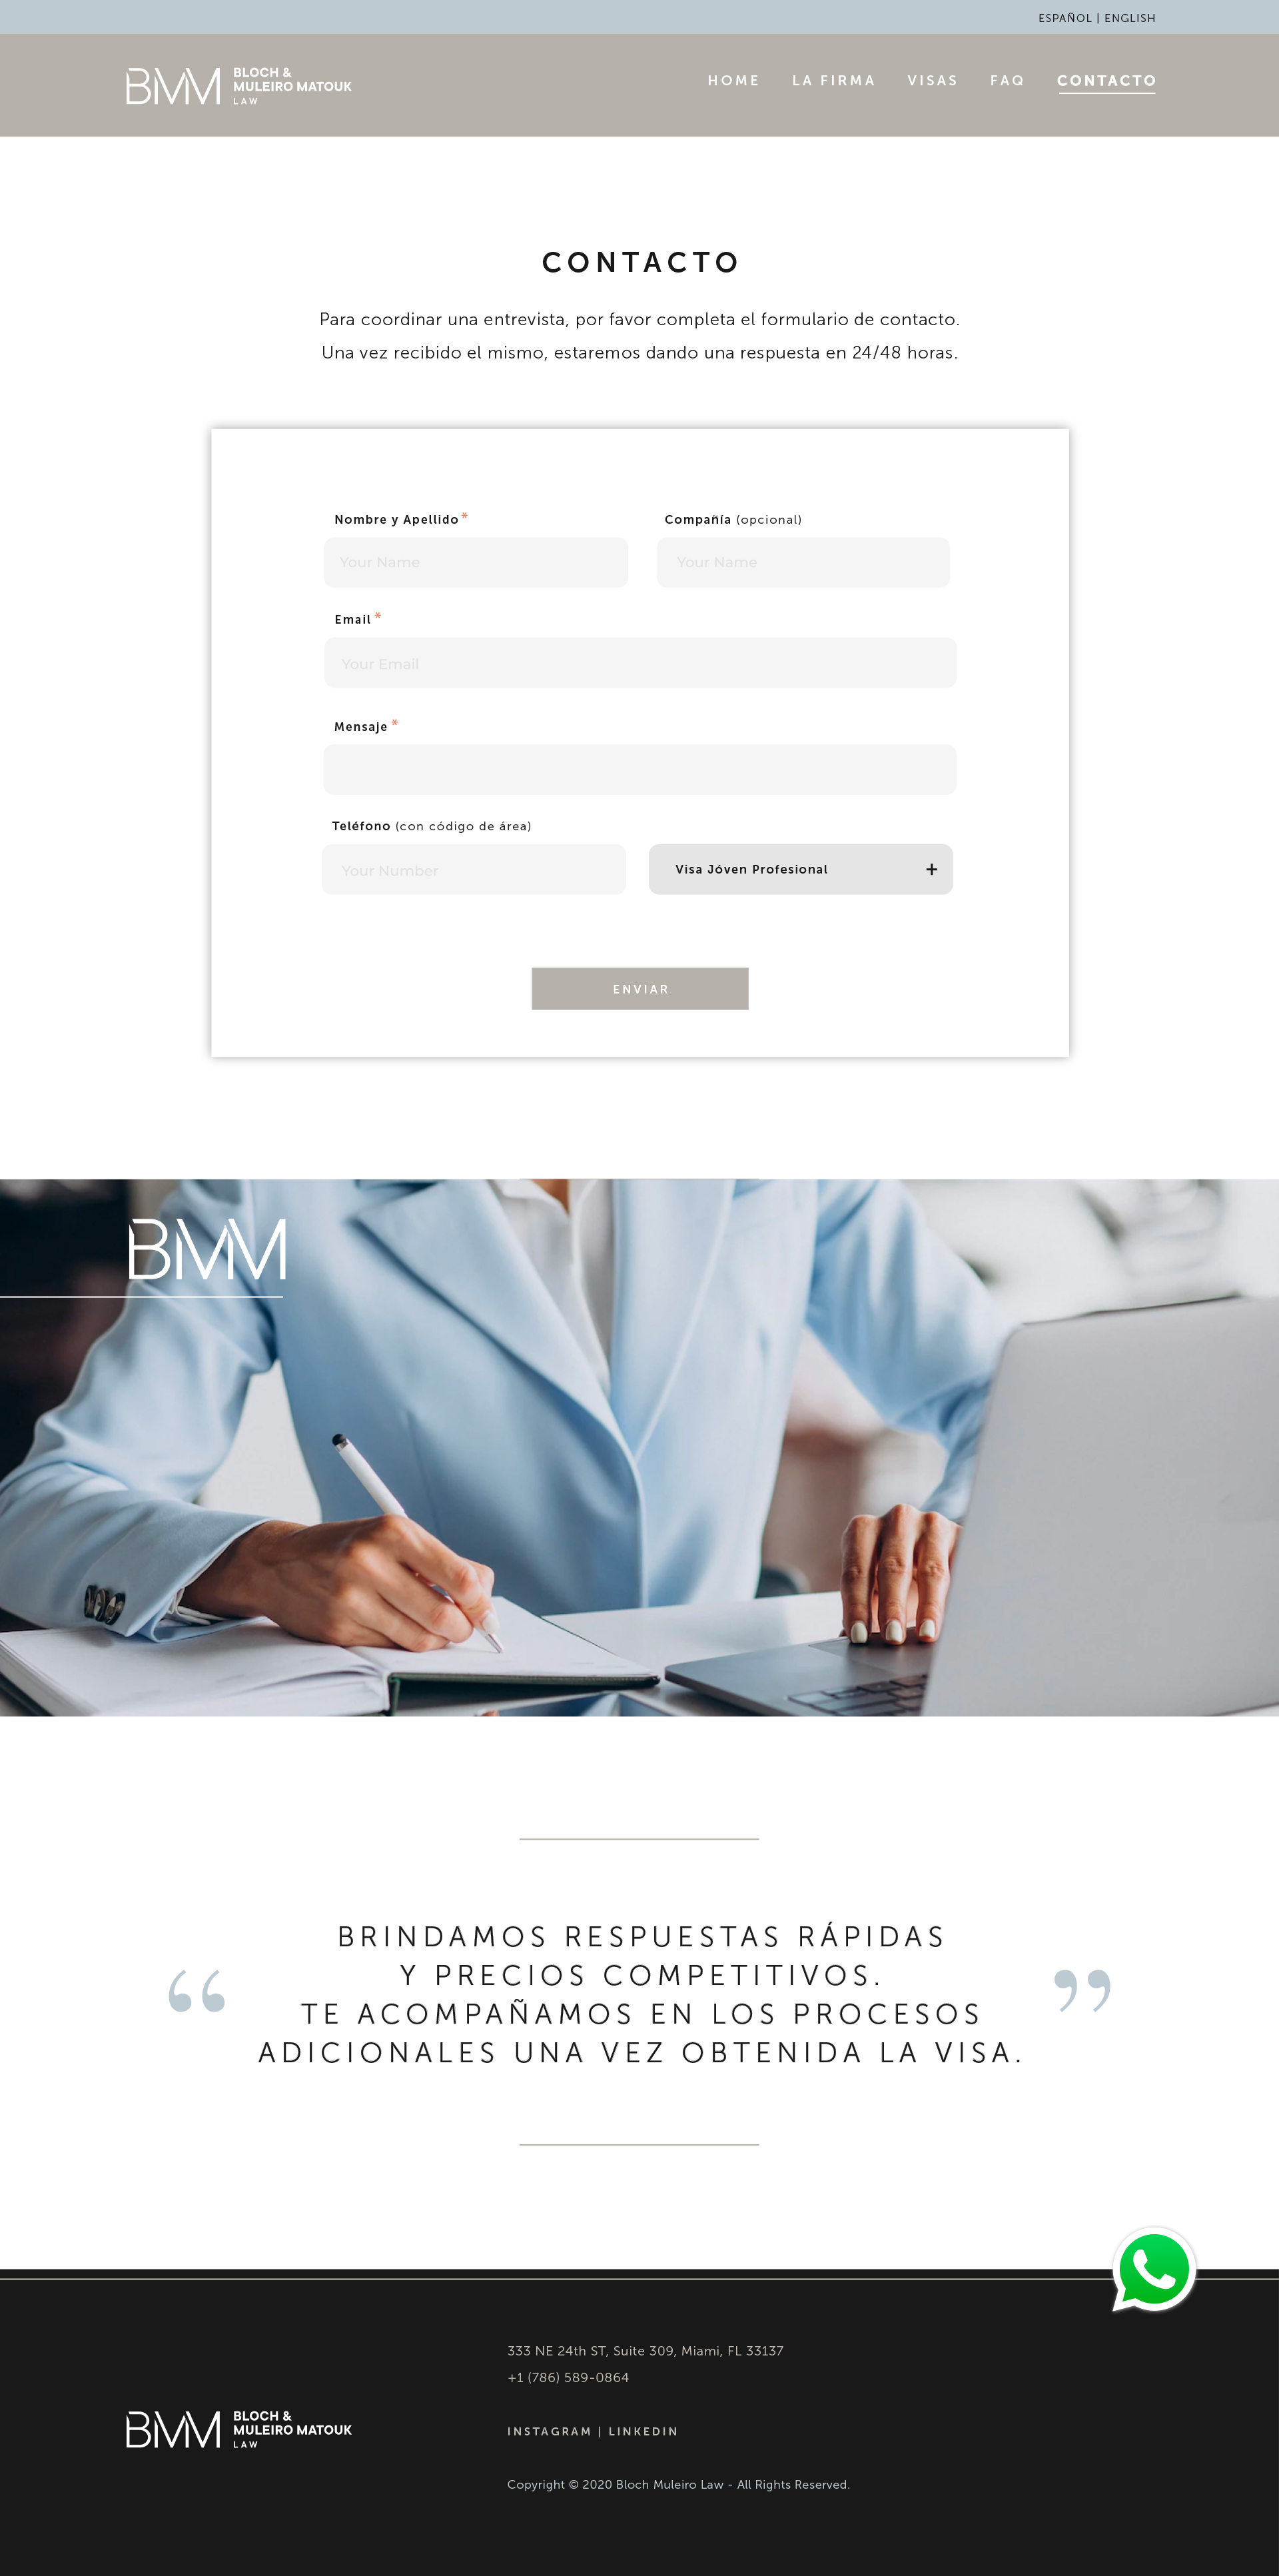 ESPAÑOL | ENGLISH
BMM
BLOCH &
MULEIRO MATOUK
LAW
HOME LA FIRMA VISAS FAQ CONTACTO
CONTACTO
Para coordinar una entrevista, por favor completa el formulario de contacto.
Una vez recibido el mismo, estaremos dando una respuesta en 24/48 horas.
Nombre y Apellido* Compañía (opcional)
Your Name Your Name
Email *
Your Email
Mensaje *
Teléfono (con código de área)
Your Number Visa Jóven Profesional +
ENVIAR
BMM
“ BRINDAMOS RESPUESTAS RÁPIDAS
Y PRECIOS COMPETITIVOS.
TE ACOMPAÑAMOS EN LOS PROCESOS
ADICIONALES UNA VEZ OBTENIDA LA VISA. ”
333 NE 24th ST, Suite 309, Miami, FL 33137
+1 (786) 589-0864
BMM
BLOCH &
MULEIRO MATOUK
LAW
INSTAGRAM | LINKEDIN
Copyright © 2020 Bloch Muleiro Law - All Rights Reserved.